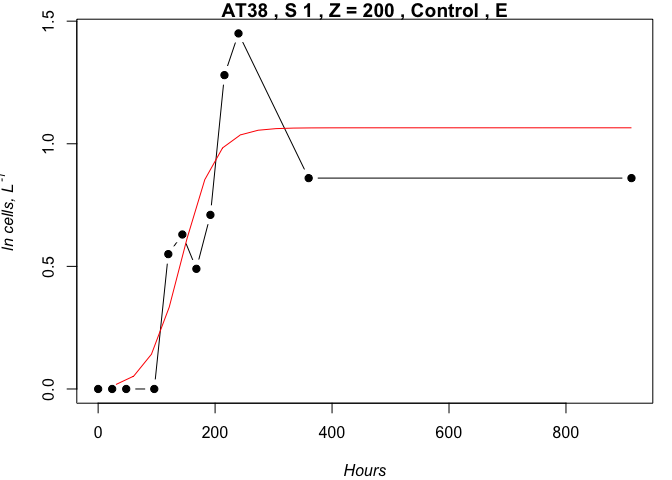 AT38 , S 1 , Z = 200 , Control , E
1.5
1.0
0.5
0.0
ln cells, L⁻¹
0 200 400 600 800
Hours